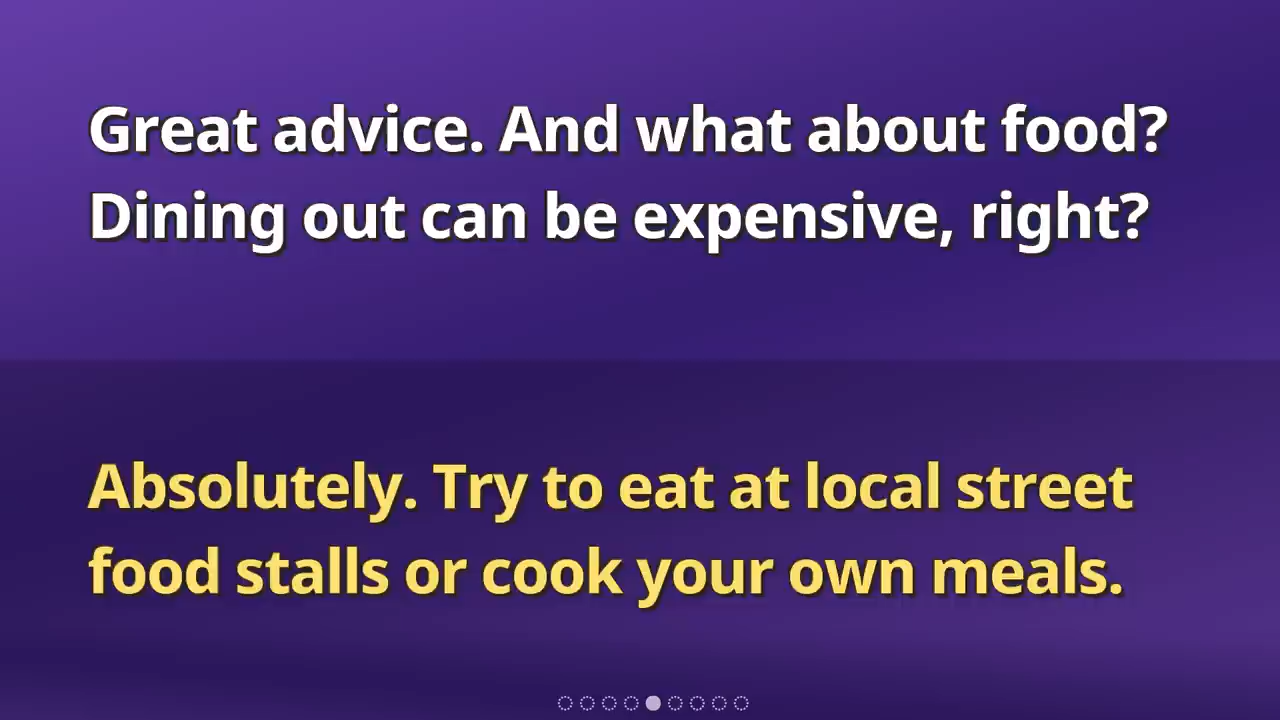 Great advice. And what about food?
Dining out can be expensive, right?
Absolutely. Try to eat at local street
food stalls or cook your own meals.